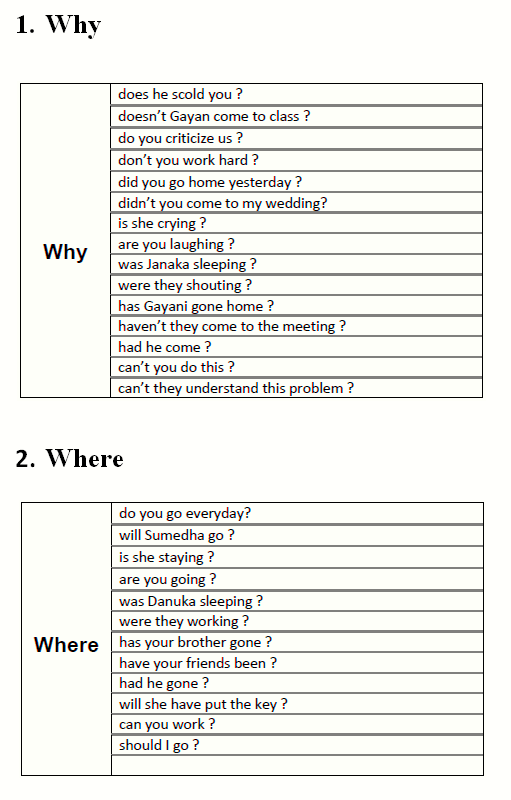 1. Why
does he scold you ?
doesn't Gayan come to class ?
do you criticize us ?
don't you work hard ?
did you go home yesterday ?
didn't you come to my wedding?
is she crying ?
Why
are you laughing ?
was Janaka sleeping ?
were they shouting ?
has Gayani gone home ?
haven't they come to the meeting ?
had he come ?
can't you do this ?
can't they understand this problem ?
2. Where
do you go everyday?
will Sumedha go ?
is she staying ?
are you going ?
was Danuka sleeping ?
were they working ?
Where
has your brother gone ?
have your friends been ?
had he gone ?
will she have put the key ?
can you work ?
should I go ?